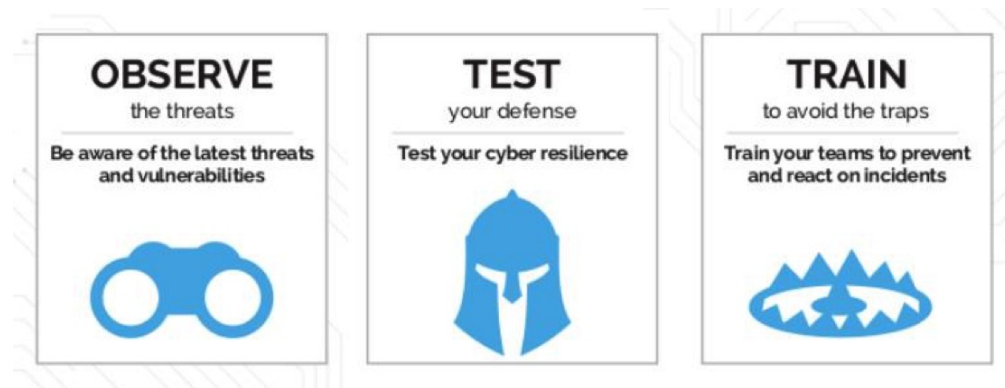 OBSERVE
the threats
Be aware of the latest threats
and vulnerabilities
TEST
your defense
Test your cyber resilience
TRAIN
to avoid the traps
Train your teams to prevent
and react on incidents